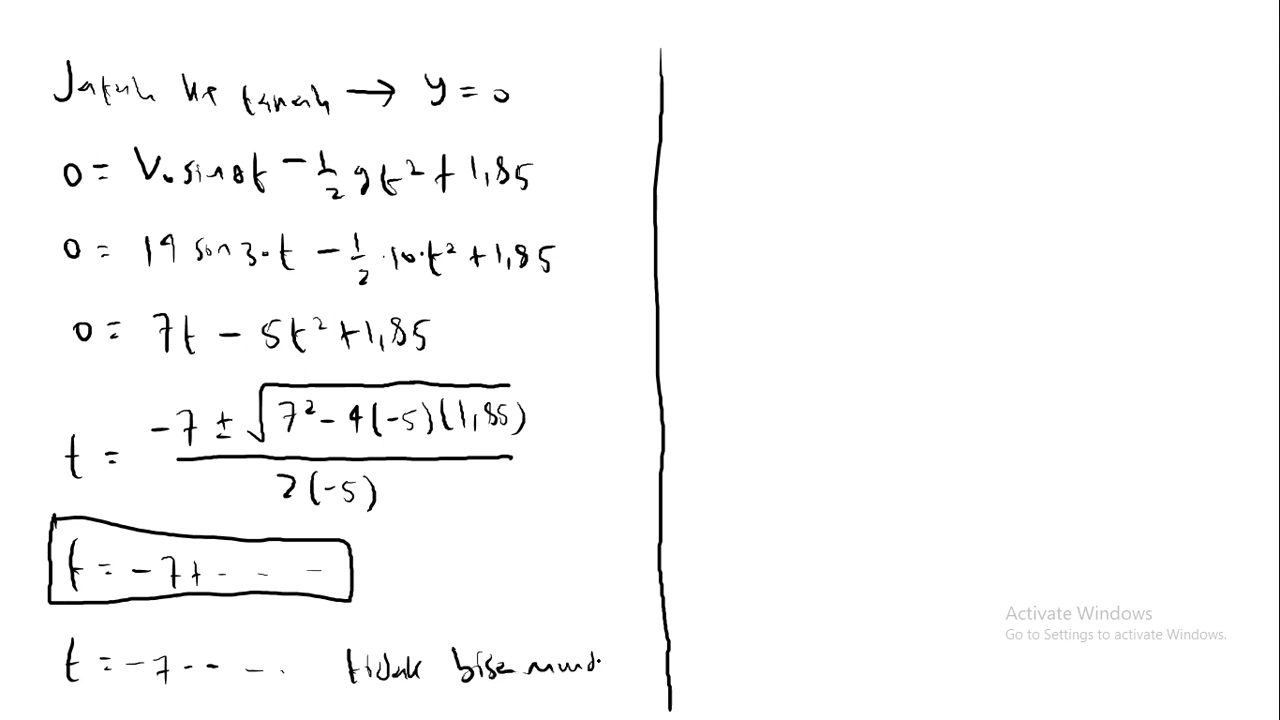 Jatuh ke tanah → y = 0
0 = V₀ sin θ t − 1/2 g t² + 1,85
0 = 14 sin 30 t − 1/2 · 10 · t² + 1,85
0 = 7t − 5t² + 1,85
t = (−7 ± √(7² − 4(−5)(1,85))) / 2(−5)
t = −7 + - - -
t = −7 - - - . tidak bisa
Activate Windows
Go to Settings to activate Windows.